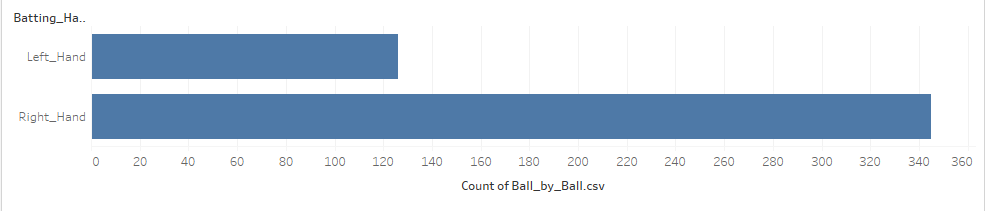 Batting_Ha..
Left_Hand
Right_Hand
0 20 40 60 80 100 120 140 160 180 200 220 240 260 280 300 320 340 360
Count of Ball_by_Ball.csv